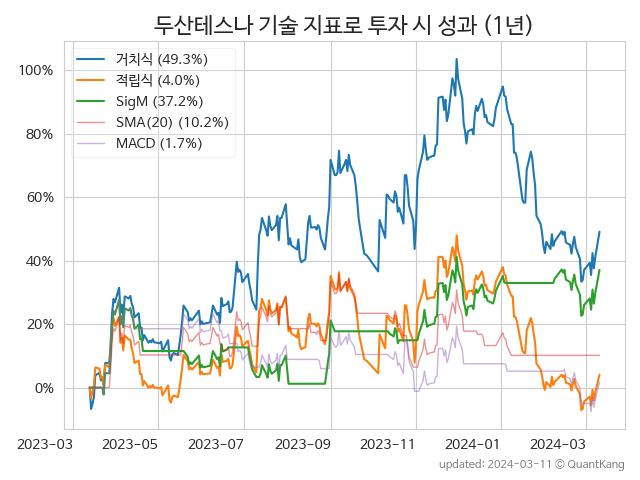 두산테스나 기술 지표로 투자 시 성과 (1년)
거치식 (49.3%)
적립식 (4.0%)
SigM (37.2%)
SMA(20) (10.2%)
MACD (1.7%)
100%
80%
60%
40%
20%
0%
2023-03 2023-05 2023-07 2023-09 2023-11 2024-01 2024-03
updated: 2024-03-11 © QuantKang